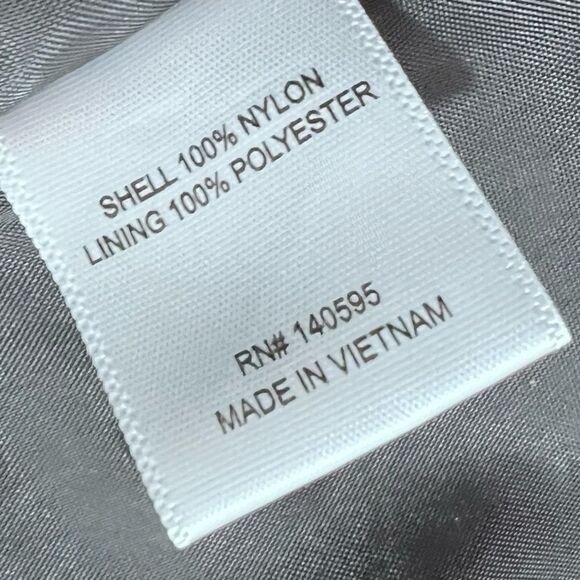 SHELL 100% NYLON
LINING 100% POLYESTER
RN# 140595
MADE IN VIETNAM